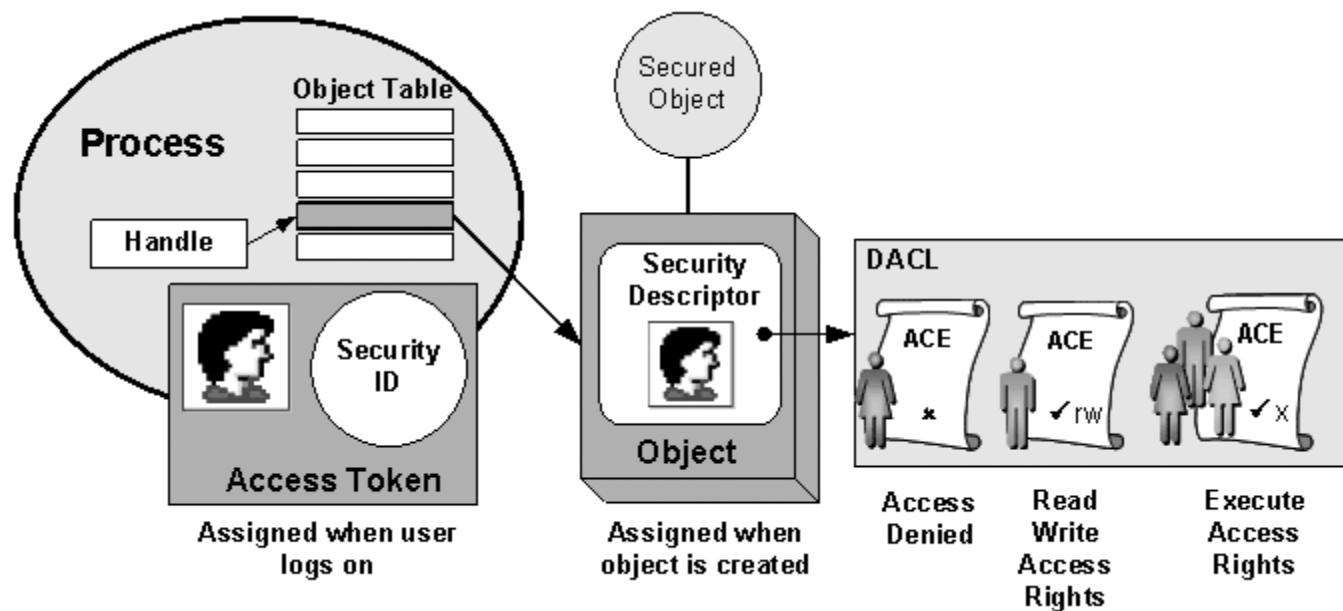 Process
Object Table
Handle
Security
ID
Access Token
Assigned when user
logs on
Secured
Object
Security
Descriptor
Object
Assigned when
object is created
DACL
ACE
x
ACE
✓ rw
ACE
✓ x
Access
Denied
Read
Write
Access
Rights
Execute
Access
Rights